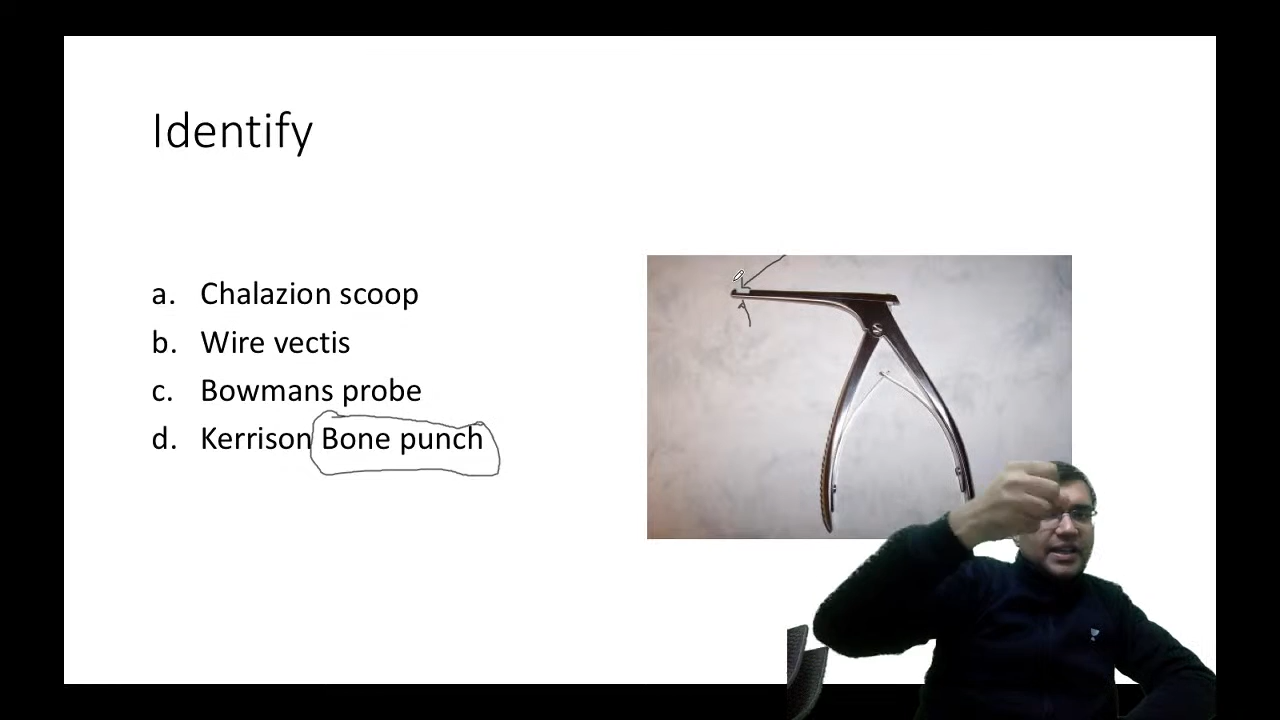 Identify
a. Chalazion scoop
b. Wire vectis
c. Bowmans probe
d. Kerrison Bone punch